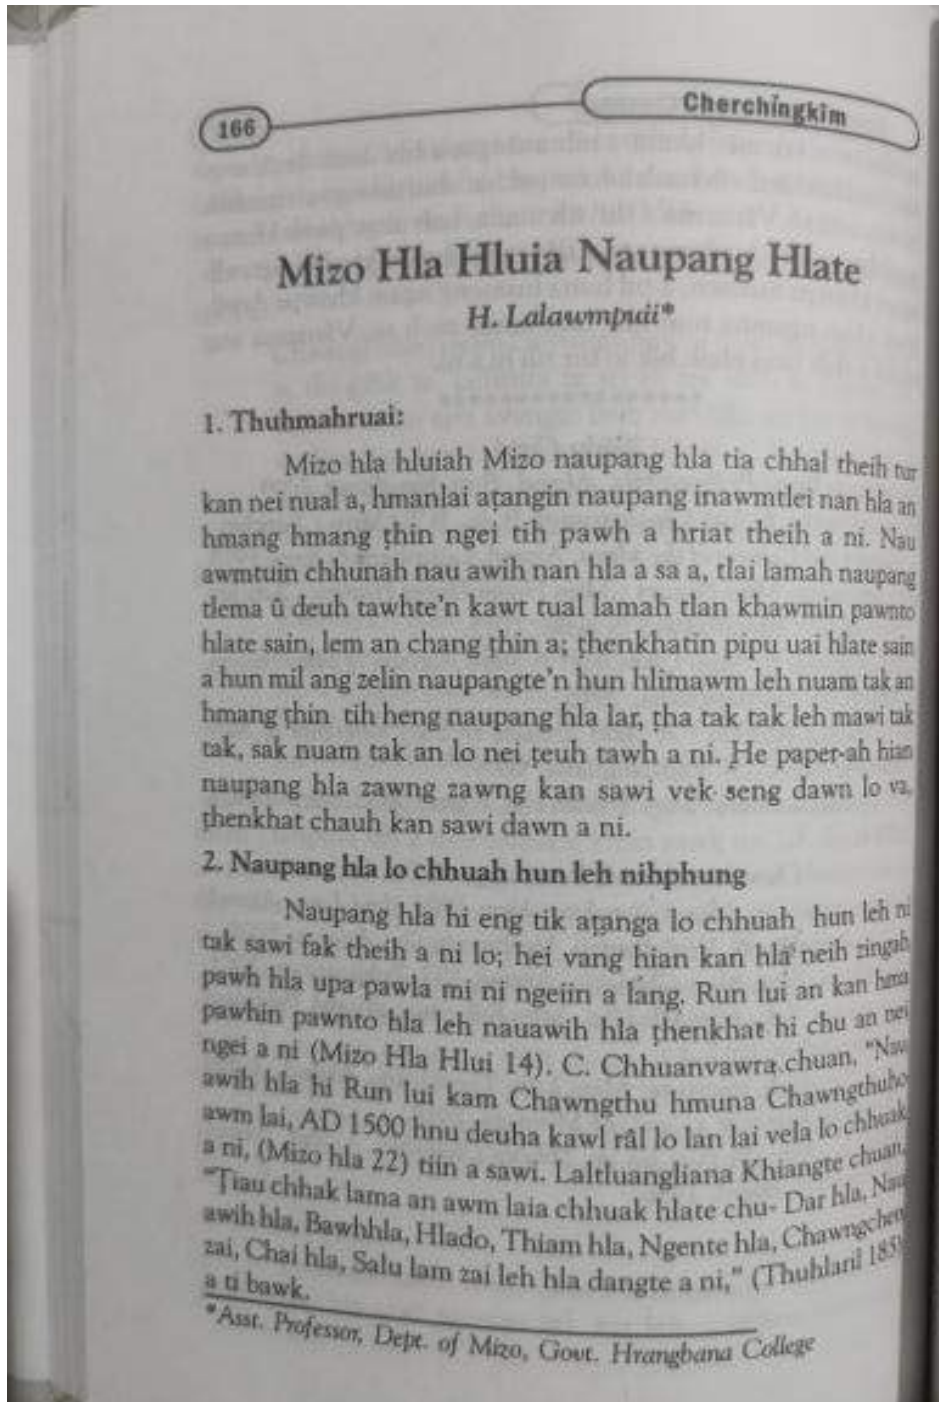 166
Cherchingkim
Mizo Hla Hluia Naupang Hlate
H. Lalawmpuii*
1. Thuhmahruai:
Mizo hla hluiah Mizo naupang hla tia chhal theih tur
kan nei nual a, hmanlai aṭangin naupang inawmtlei nan hla an
hmang hmang ṭhin ngei tih pawh a hriat theih a ni. Nau
awmtuin chhunah nau awih nan hla a sa a, tlai lamah naupang
tlema û deuh tawhte'n kawt tual lamah tlan khawmin pawnto
hlate sain, lem an chang ṭhin a; ṭhenkhatin pipu uai hlate sain
a hun mil ang zelin naupangte'n hun hlimawm leh nuam tak an
hmang ṭhin tih heng naupang hla lar, ṭha tak tak leh mawi tak
tak, sak nuam tak an lo nei ṭeuh tawh a ni. He paper-ah hian
naupang hla zawng zawng kan sawi vek seng dawn lo va,
ṭhenkhat chauh kan sawi dawn a ni.
2. Naupang hla lo chhuah hun leh nihphung
Naupang hla hi eng tik aṭanga lo chhuah hun leh ni
tak sawi fak theih a ni lo; hei vang hian kan hla neih zingah
pawh hla upa pawla mi ni ngeiin a lang. Run lui an kan hma
pawhin pawnto hla leh nauawih hla ṭhenkhat hi chu an nei
ngei a ni (Mizo Hla Hlui 14). C. Chhuanvawra chuan, "Nau
awih hla hi Run lui kam Chawngthu hmuna Chawngthuho
awm lai, AD 1500 hnu deuha kawl râl lo lan lai vela lo chhuak
a ni, (Mizo hla 22) tiin a sawi. Laltluangliana Khiangte chuan,
"Ṭiau chhak lama an awm laia chhuak hlate chu- Dar hla, Nau
awih hla, Bawhhla, Hlado, Thiam hla, Ngente hla, Chawngchen
zai, Chai hla, Salu lam zai leh hla dangte a ni," (Thuhlaril 185)
a ti bawk.
*Asst. Professor, Dept. of Mizo, Govt. Hrangbana College